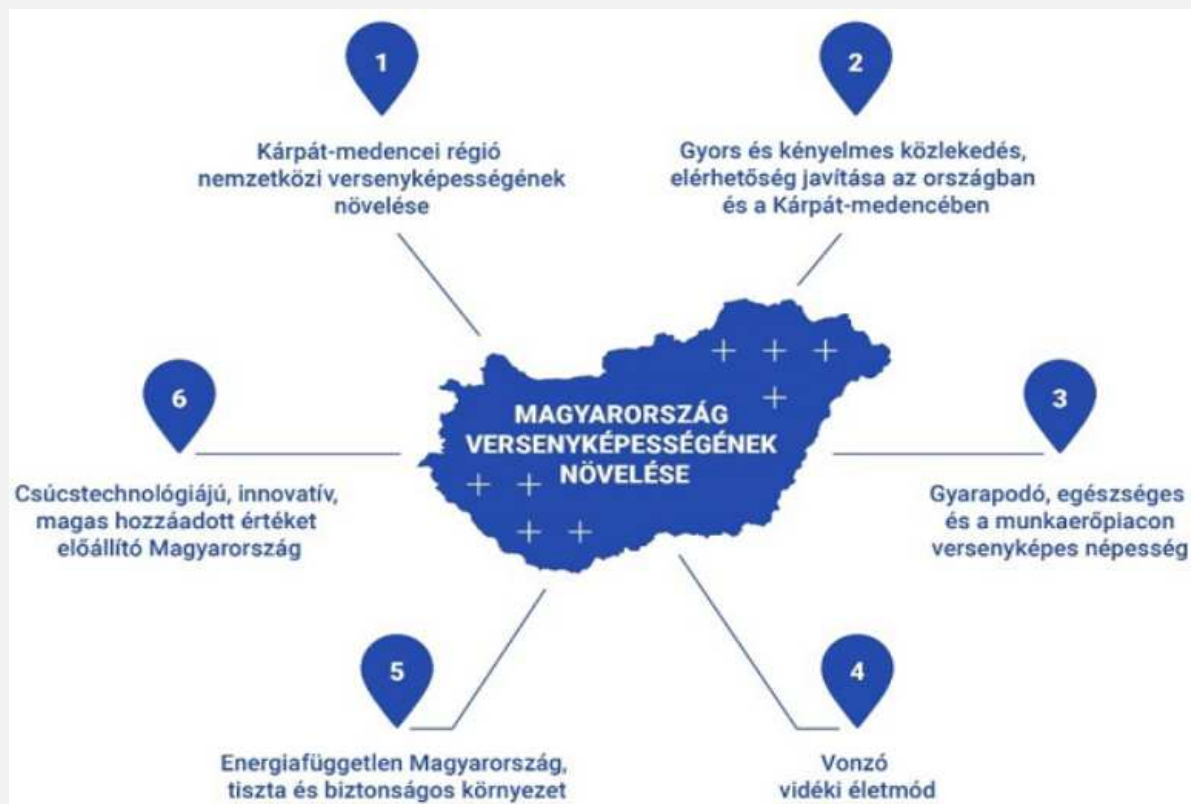 1
Kárpát-medencei régió
nemzetközi versenyképességének
növelése
2
Gyors és kényelmes közlekedés,
elérhetőség javítása az országban
és a Kárpát-medencében
MAGYARORSZÁG
VERSENYKÉPESSÉGÉNEK
NÖVELÉSE
3
Gyarapodó, egészséges
és a munkaerőpiacon
versenyképes népesség
4
Vonzó
vidéki életmód
5
Energiafüggetlen Magyarország,
tiszta és biztonságos környezet
6
Csúcstechnológiájú, innovatív,
magas hozzáadott értéket
előállító Magyarország